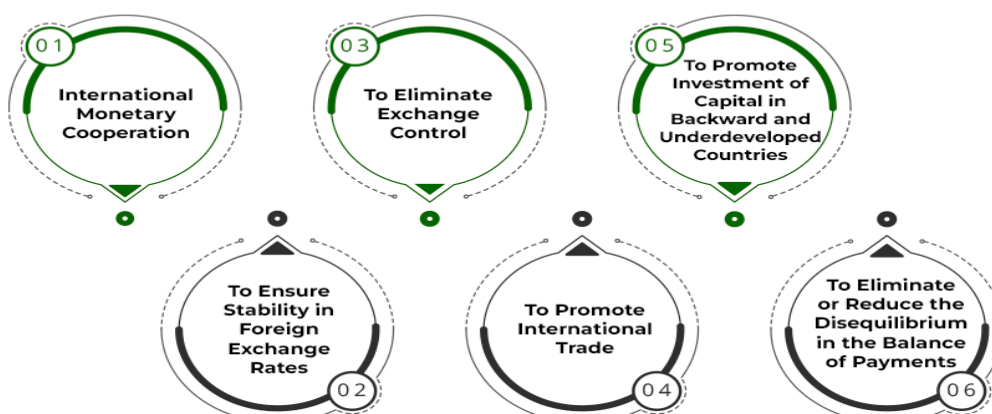 01
International
Monetary
Cooperation
02
To Ensure
Stability in
Foreign
Exchange
Rates
03
To Eliminate
Exchange
Control
04
To Promote
International
Trade
05
To Promote
Investment of
Capital in
Backward and
Underdeveloped
Countries
06
To Eliminate
or Reduce the
Disequilibrium
in the Balance
of Payments